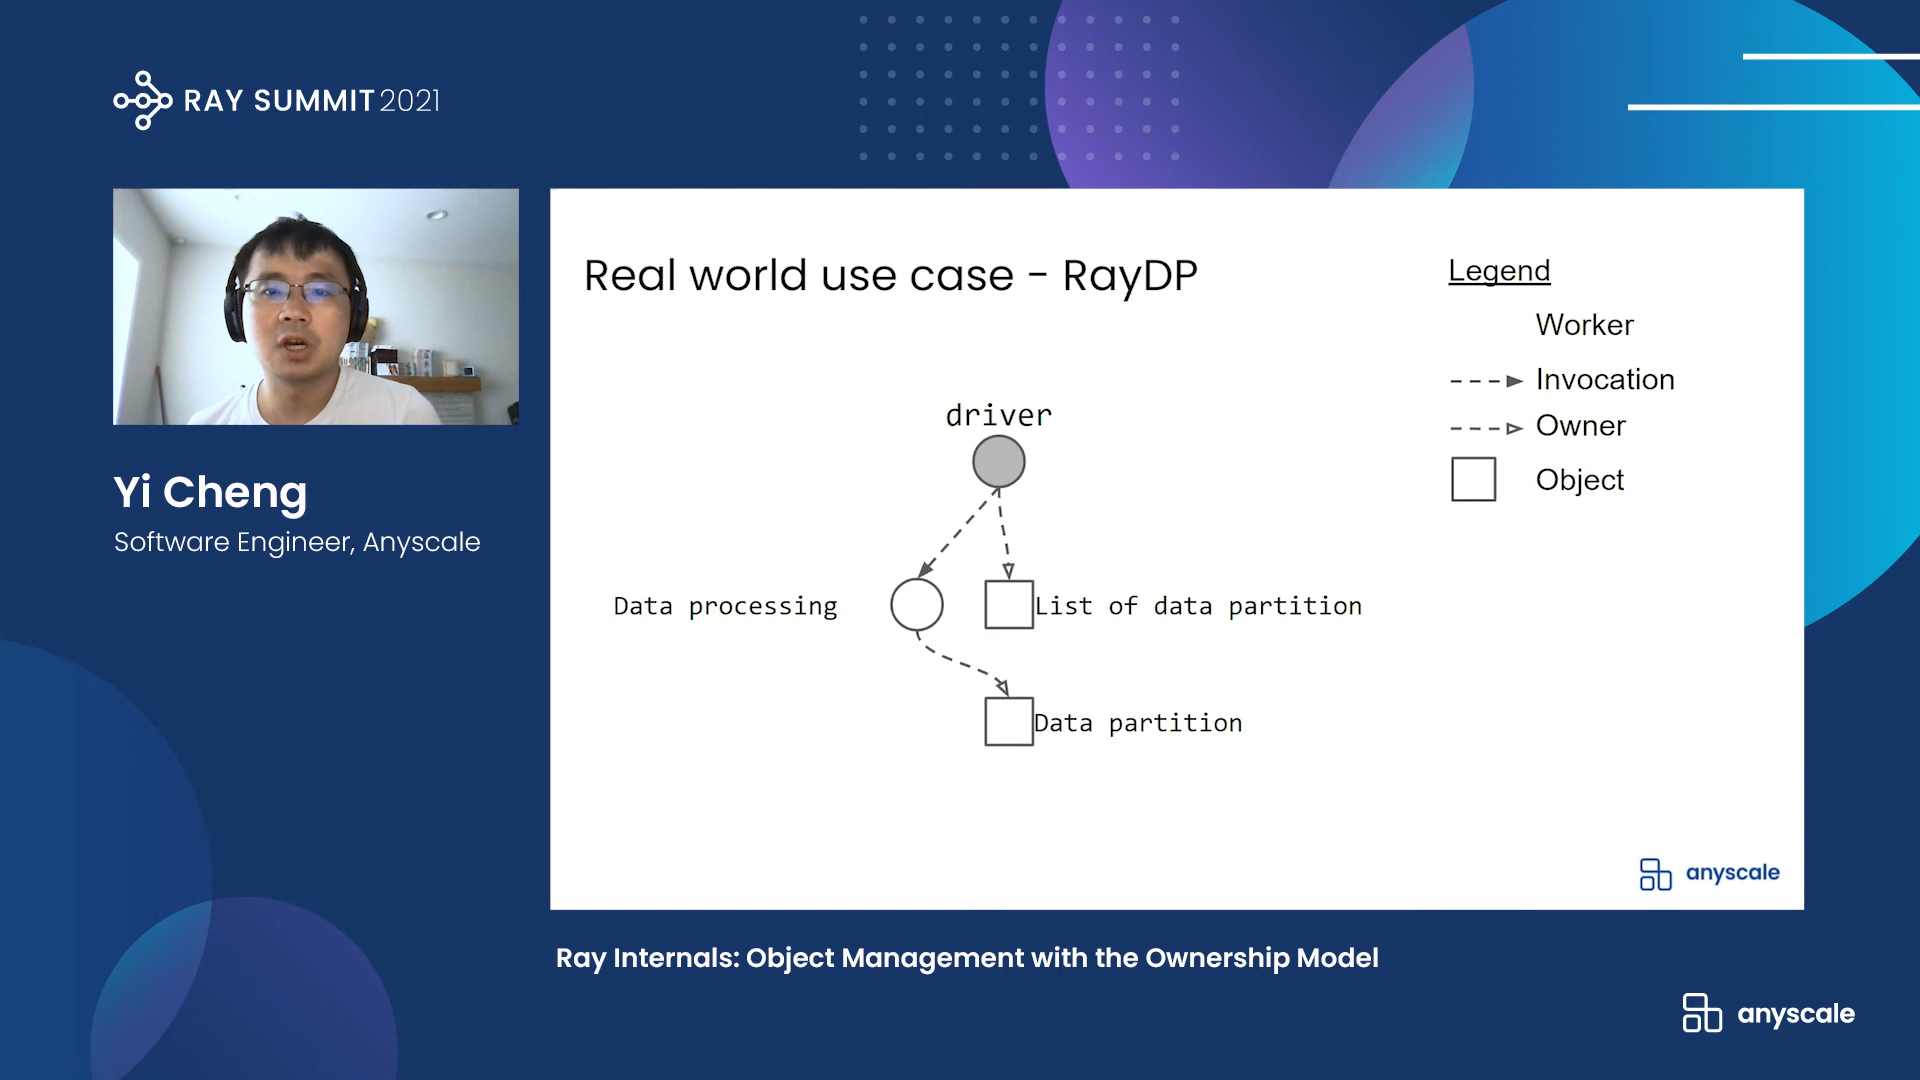 RAY SUMMIT 2021
Yi Cheng
Software Engineer, Anyscale
Real world use case - RayDP
Legend
Worker
Invocation
Owner
Object
driver
Data processing
List of data partition
Data partition
anyscale
Ray Internals: Object Management with the Ownership Model
anyscale